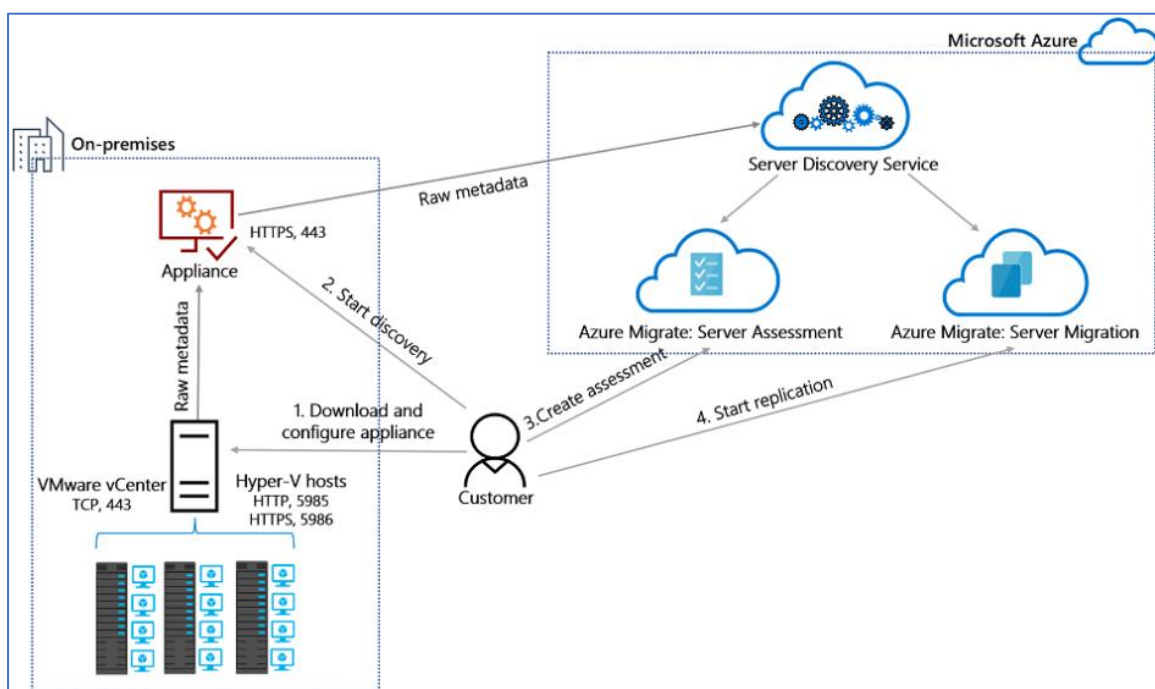 Microsoft Azure
On-premises
Server Discovery Service
Raw metadata
HTTPS, 443
Appliance
2. Start discovery
Azure Migrate: Server Assessment
Azure Migrate: Server Migration
Raw metadata
1. Download and
configure appliance
3.Create assessment
4. Start replication
VMware vCenter
TCP, 443
Hyper-V hosts
HTTP, 5985
HTTPS, 5986
Customer